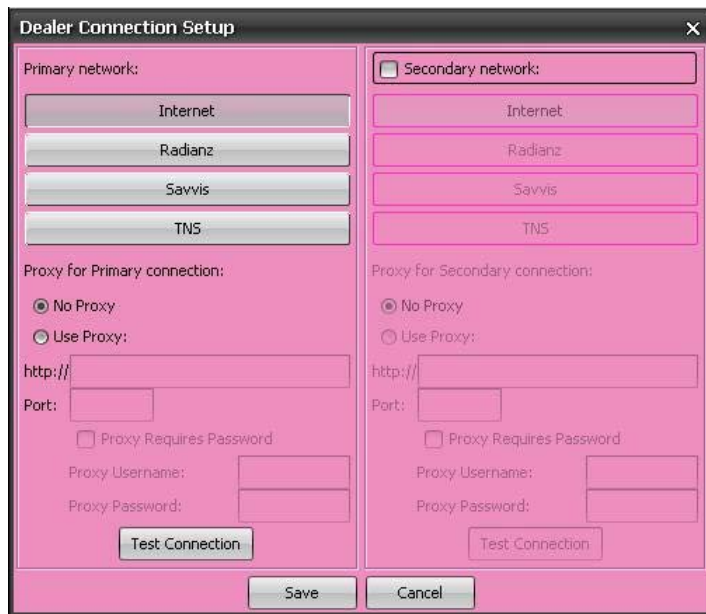 Dealer Connection Setup
Primary network:
Internet
Radianz
Savvis
TNS
Proxy for Primary connection:
No Proxy
Use Proxy:
http://
Port:
Proxy Requires Password
Proxy Username:
Proxy Password:
Test Connection
Secondary network:
Internet
Radianz
Savvis
TNS
Proxy for Secondary connection:
No Proxy
Use Proxy:
http://
Port:
Proxy Requires Password
Proxy Username:
Proxy Password:
Test Connection
Save
Cancel